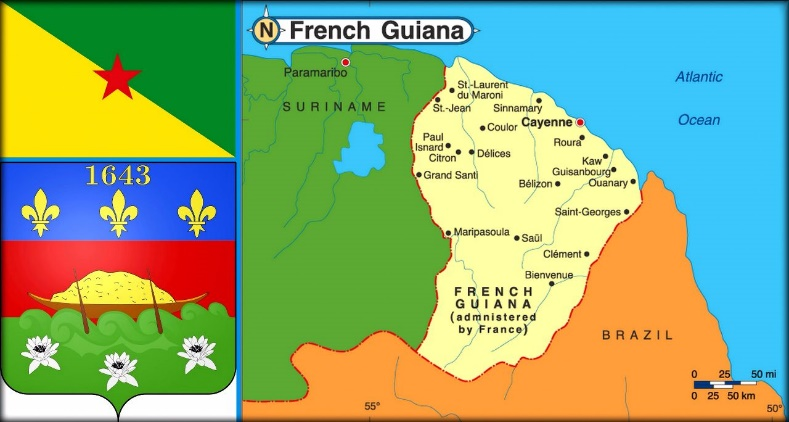 1643
N French Guiana
Paramaribo
SURINAME
St.-Laurent
du Maroni
St.-Jean
Sinnamary
Cayenne
Coulor
Roura
Paul
Isnard
Citron
Délices
Kaw
Guisanbourg
Ouanary
Grand Santi
Bélizon
Saint-Georges
Maripasoula
Saül
Clément
Bienvenue
FRENCH
GUIANA
(admnistered
by France)
BRAZIL
Atlantic
Ocean
0 25 50 mi
0 25 50 km
55°
50°